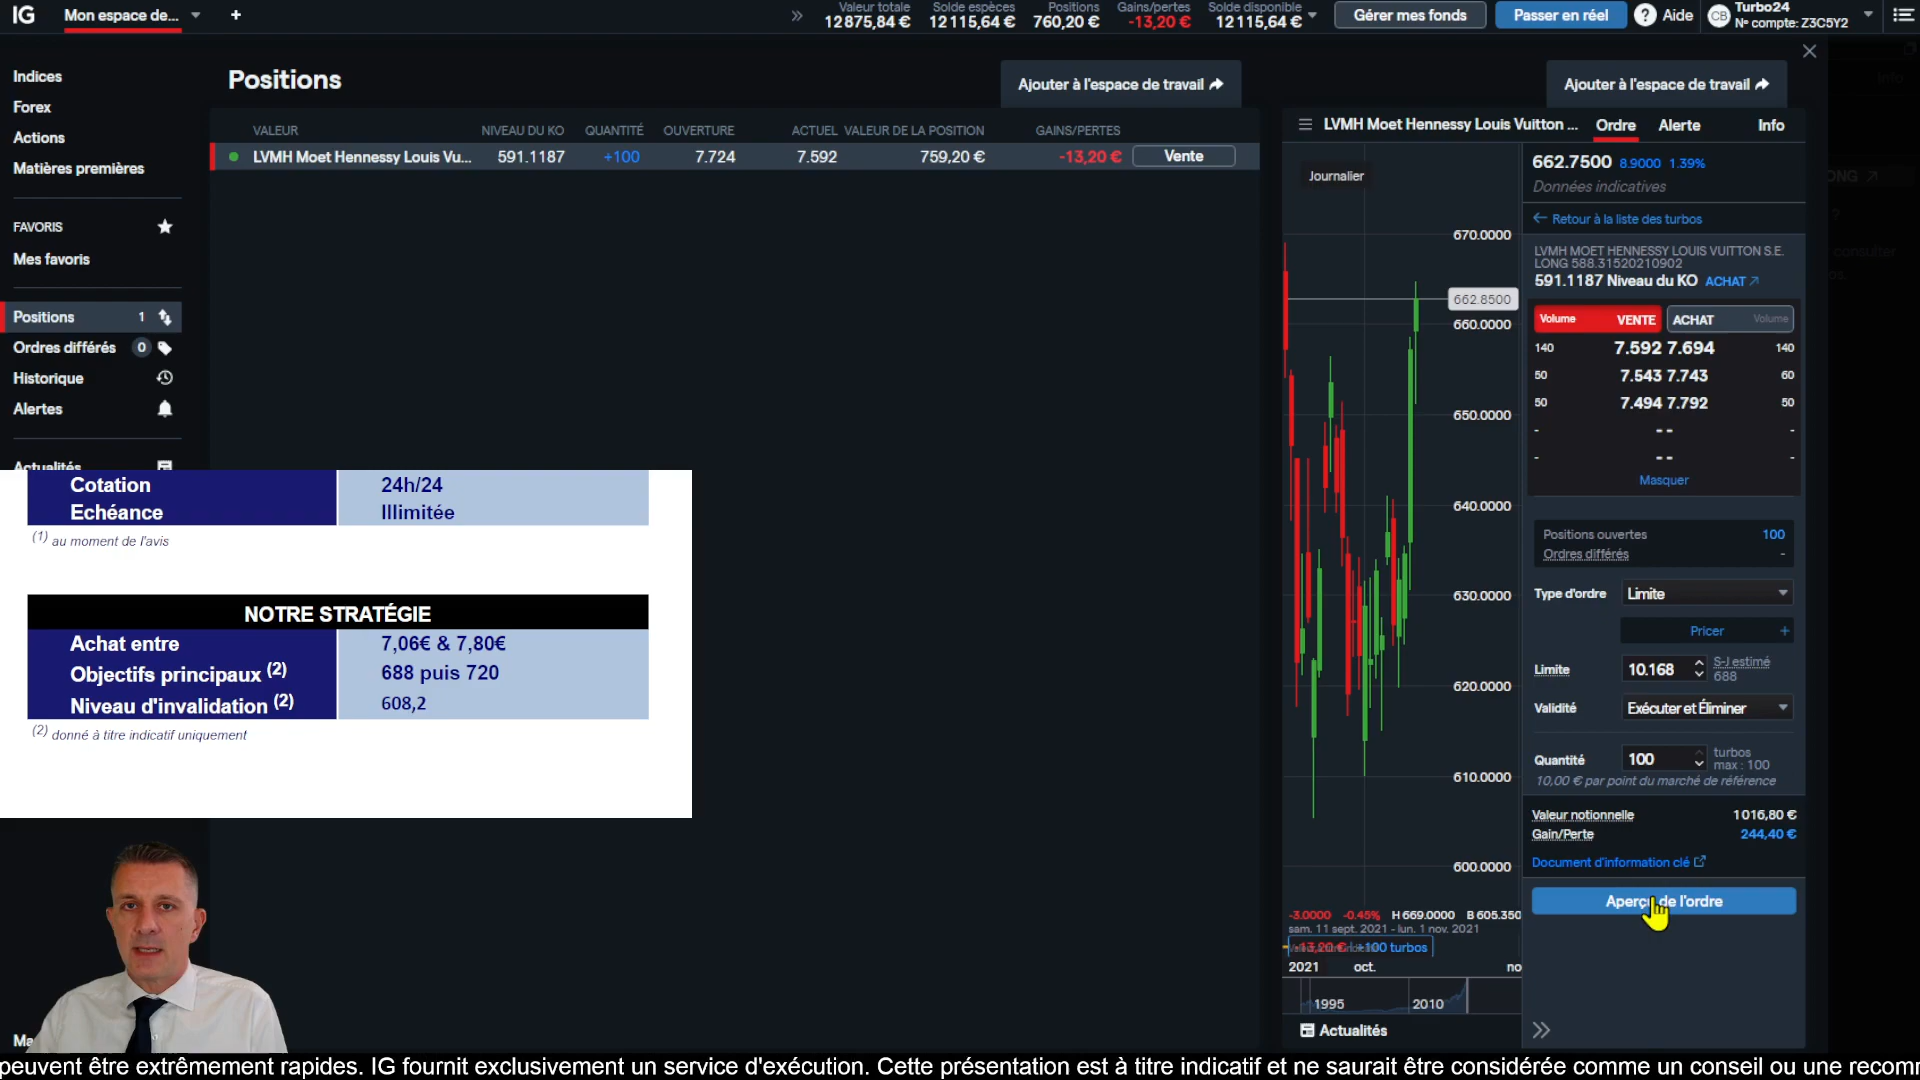 IG
Mon espace de...
+
Valeur totale
12 875,84 €
Solde espèces
12 115,64 €
Positions
760,20 €
Gains/pertes
-13,20 €
Solde disponible
12 115,64 €
Gérer mes fonds
Passer en réel
? Aide
CB
Turbo24
Nº compte: Z3C5Y2
Indices
Forex
Actions
Matières premières
FAVORIS
Mes favoris
Positions 1
Ordres différés 0
Historique
Alertes
Actualités
Positions
Ajouter à l'espace de travail
VALEUR NIVEAU DU KO QUANTITÉ OUVERTURE ACTUEL VALEUR DE LA POSITION GAINS/PERTES
LVMH Moet Hennessy Louis Vu... 591.1187 +100 7.724 7.592 759,20 € -13,20 € Vente
Ajouter à l'espace de travail
LVMH Moet Hennessy Louis Vuitton ... Ordre Alerte Info
Journalier
670.0000
662.8500
660.0000
650.0000
640.0000
630.0000
620.0000
610.0000
600.0000
-3.0000 -0.45% H 669.0000 B 605.350
sam. 11 sept. 2021 - lun. 1 nov. 2021
-13,20 € +100 turbos
2021 oct. no
1995 2010
Actualités
662.7500 8.9000 1.39%
Données indicatives
Retour à la liste des turbos
LVMH MOET HENNESSY LOUIS VUITTON S.E.
LONG 588.31520210902
591.1187 Niveau du KO ACHAT
Volume VENTE ACHAT Volume
140 7.592 7.694 140
50 7.543 7.743 60
50 7.494 7.792 50
- - - -
- - - -
Masquer
Positions ouvertes 100
Ordres différés -
Type d'ordre Limite
Pricer +
Limite 10.168 S-J estimé
688
Validité Exécuter et Éliminer
Quantité 100 turbos
max : 100
10,00 € par point du marché de référence
Valeur notionnelle 1 016,80 €
Gain/Perte 244,40 €
Document d'information clé
Aperçu de l'ordre
Cotation 24h/24
Echéance Illimitée
(1) au moment de l'avis
NOTRE STRATÉGIE
Achat entre 7,06€ & 7,80€
Objectifs principaux (2) 688 puis 720
Niveau d'invalidation (2) 608,2
(2) donné à titre indicatif uniquement
Ma
peuvent être extrêmement rapides. IG fournit exclusivement un service d'exécution. Cette présentation est à titre indicatif et ne saurait être considérée comme un conseil ou une recomm